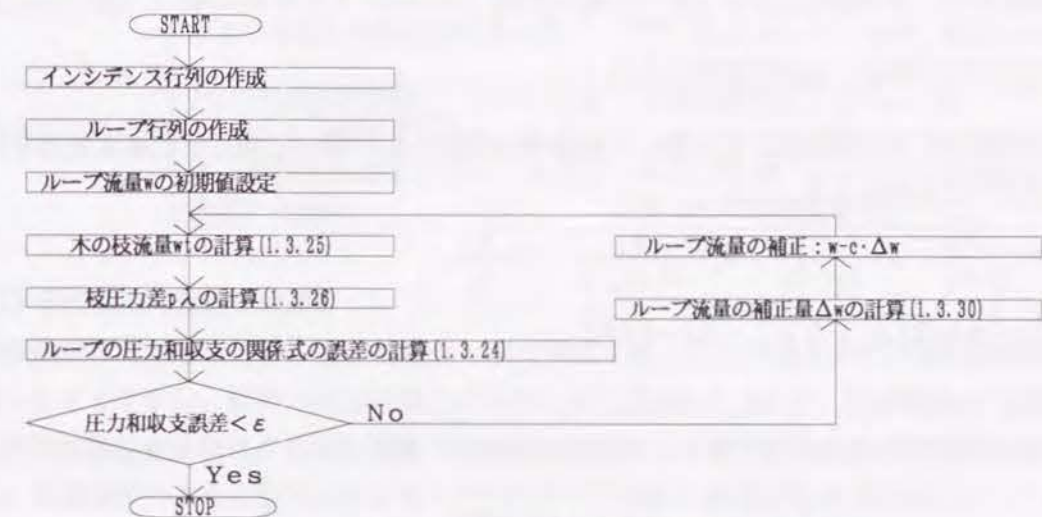 START
インシデンス行列の作成
ループ行列の作成
ループ流量wの初期値設定
木の枝流量wtの計算(1.3.25)
枝圧力差pλの計算(1.3.26)
ループの圧力和収支の関係式の誤差の計算(1.3.24)
圧力和収支誤差<ε
No
Yes
STOP
ループ流量の補正:w-c·Δw
ループ流量の補正量Δwの計算(1.3.30)